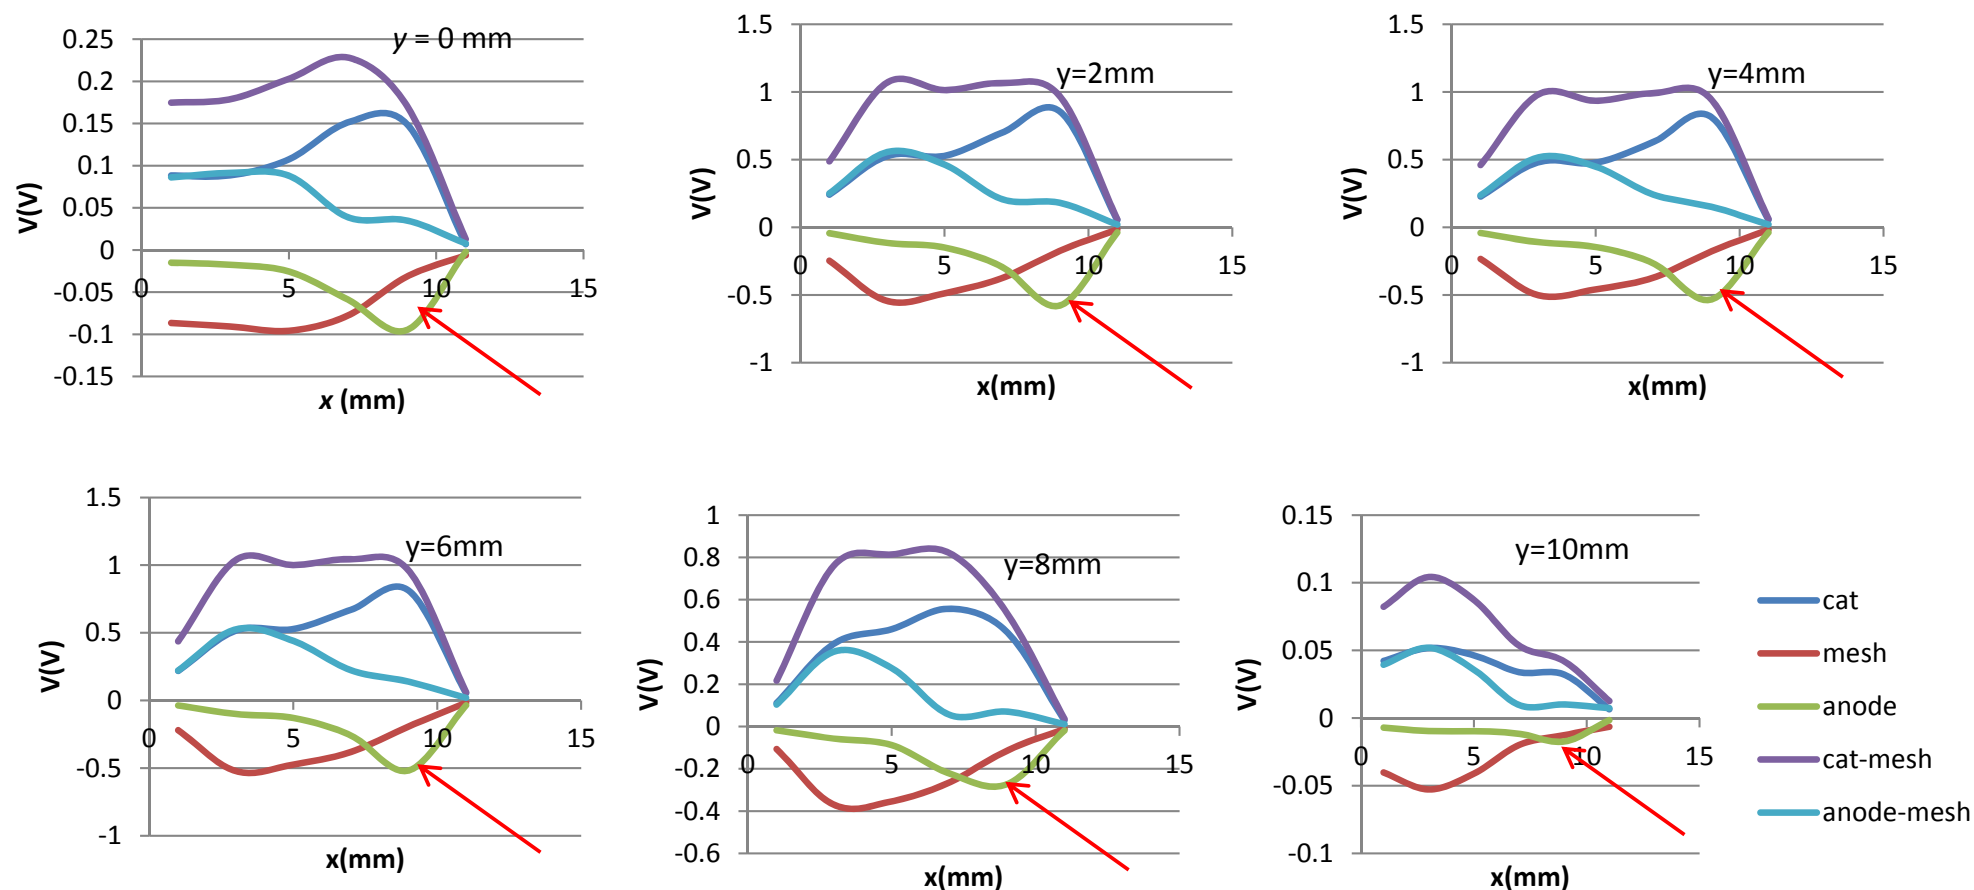 y = 0 mm
0.25
0.2
0.15
0.1
0.05
0
-0.05
-0.1
-0.15
0
5
10
15
V(V)
x (mm)
y=2mm
1.5
1
0.5
0
-0.5
-1
0
5
10
15
V(V)
x(mm)
y=4mm
1.5
1
0.5
0
-0.5
-1
0
5
10
15
V(V)
x(mm)
y=6mm
1.5
1
0.5
0
-0.5
-1
0
5
10
15
V(V)
x(mm)
y=8mm
1
0.8
0.6
0.4
0.2
0
-0.2
-0.4
-0.6
0
5
10
15
V(V)
x(mm)
y=10mm
0.15
0.1
0.05
0
-0.05
-0.1
0
5
10
15
V(V)
x(mm)
cat
mesh
anode
cat-mesh
anode-mesh